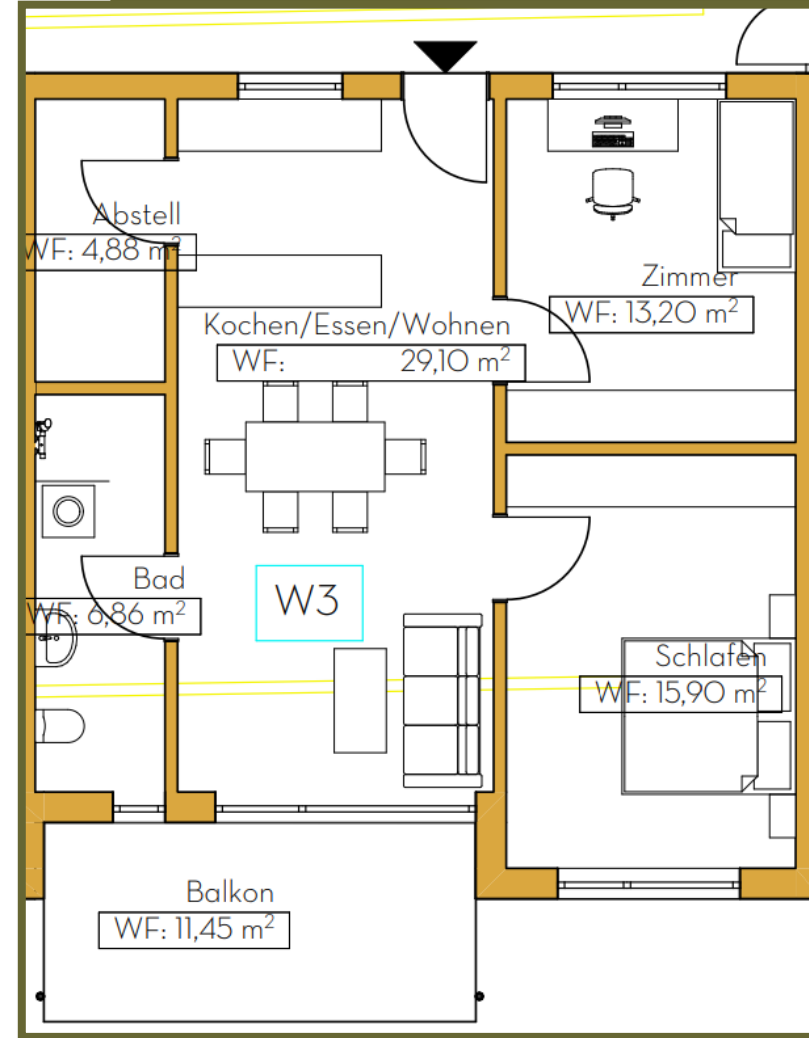 Abstell
WF: 4,88 m²
Zimmer
WF: 13,20 m²
Kochen/Essen/Wohnen
WF: 29,10 m²
Bad
WF: 6,86 m²
W3
Schlafen
WF: 15,90 m²
Balkon
WF: 11,45 m²